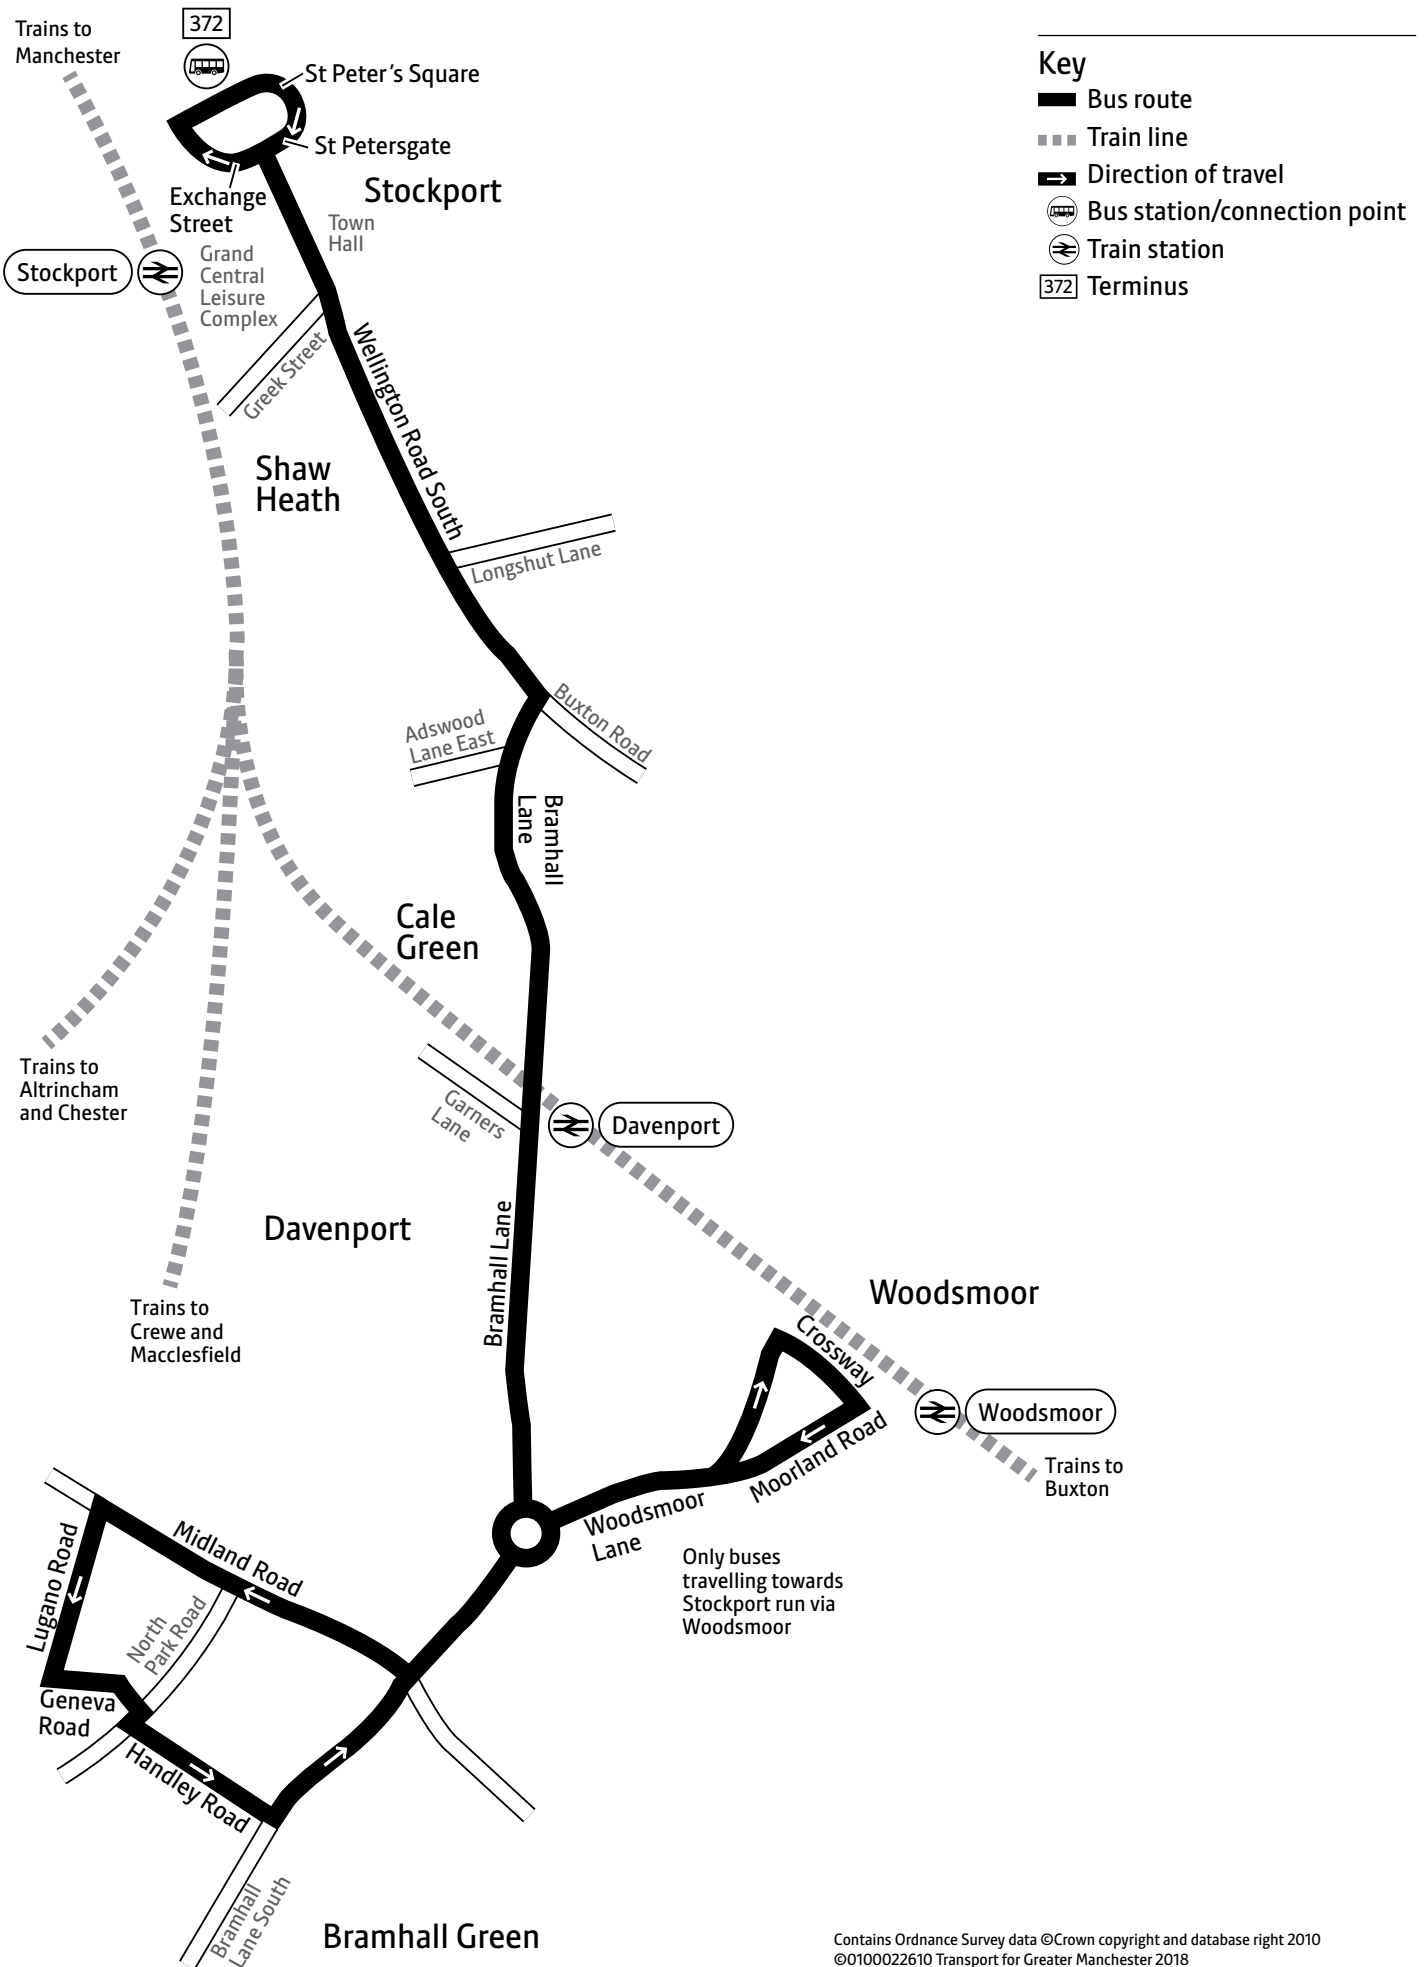 Trains to
Manchester
372
St Peter's Square
St Petersgate
Exchange
Street
Stockport
Town
Hall
Stockport
Grand
Central
Leisure
Complex
Greek Street
Wellington Road South
Shaw
Heath
Longshut Lane
Buxton Road
Adswood
Lane East
Bramhall
Lane
Cale
Green
Trains to
Altrincham
and Chester
Garners
Lane
Davenport
Davenport
Bramhall Lane
Trains to
Crewe and
Macclesfield
Woodsmoor
Crossway
Woodsmoor
Moorland Road
Trains to
Buxton
Woodsmoor
Lane
Only buses
travelling towards
Stockport run via
Woodsmoor
Midland Road
Lugano Road
North
Park Road
Geneva
Road
Handley Road
Bramhall
Lane South
Bramhall Green
Key
Bus route
Train line
Direction of travel
Bus station/connection point
Train station
372 Terminus
Contains Ordnance Survey data ©Crown copyright and database right 2010
©0100022610 Transport for Greater Manchester 2018